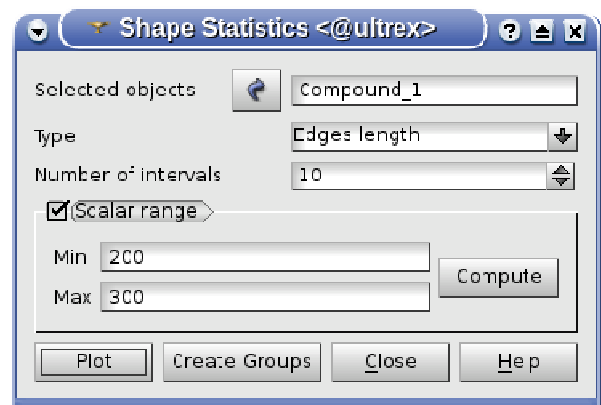 Shape Statistics <@ultrex>
Selected objects Compound_1
Type Edges length
Number of intervals 10
Scalar range
Min 200
Max 300
Compute
Plot Create Groups Close Help